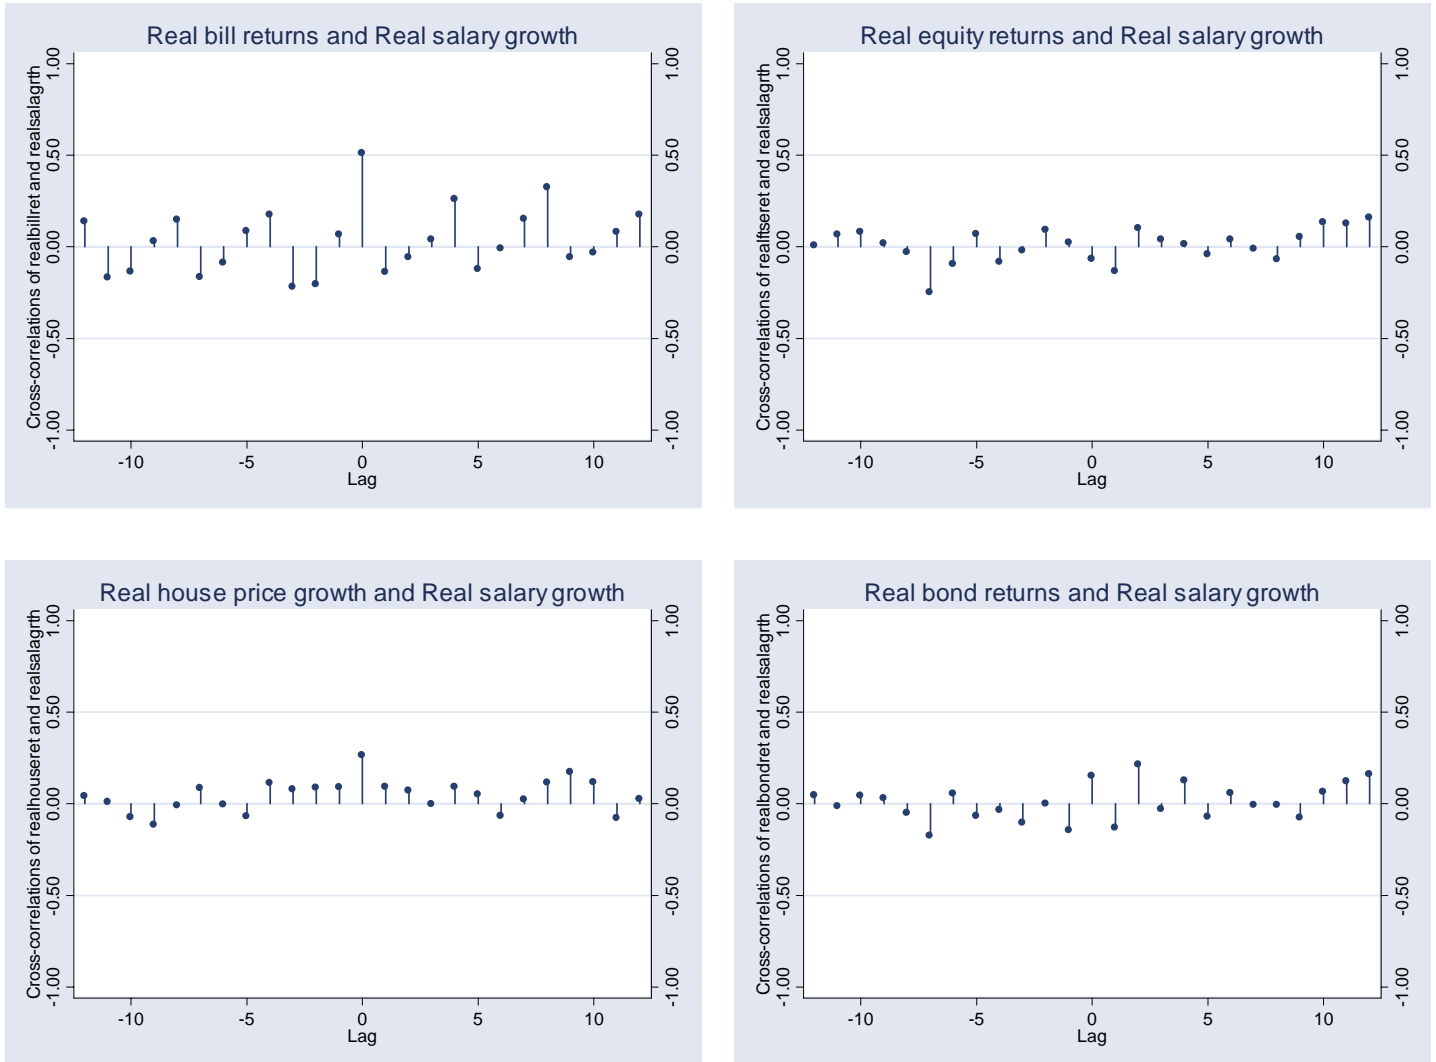 Real bill returns and Real salary growth
Cross-correlations of realbillret and realsalagrth
1.00
0.50
0.00
-0.50
-1.00
1.00
0.50
0.00
-0.50
-1.00
-10 -5 0 5 10
Lag
Real equity returns and Real salary growth
Cross-correlations of realftseret and realsalagrth
1.00
0.50
0.00
-0.50
-1.00
1.00
0.50
0.00
-0.50
-1.00
-10 -5 0 5 10
Lag
Real house price growth and Real salary growth
Cross-correlations of realhouseret and realsalagrth
1.00
0.50
0.00
-0.50
-1.00
1.00
0.50
0.00
-0.50
-1.00
-10 -5 0 5 10
Lag
Real bond returns and Real salary growth
Cross-correlations of realbondret and realsalagrth
1.00
0.50
0.00
-0.50
-1.00
1.00
0.50
0.00
-0.50
-1.00
-10 -5 0 5 10
Lag